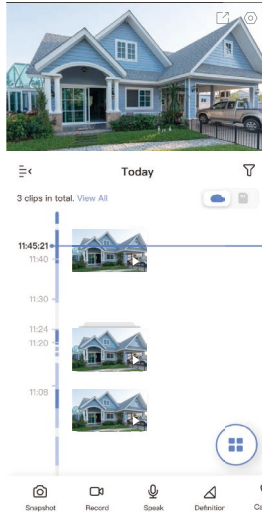 Today
3 clips in total. View All
11:45:21
11:40
11:30
11:24
11:20
11:08
Snapshot Record Speak Definition